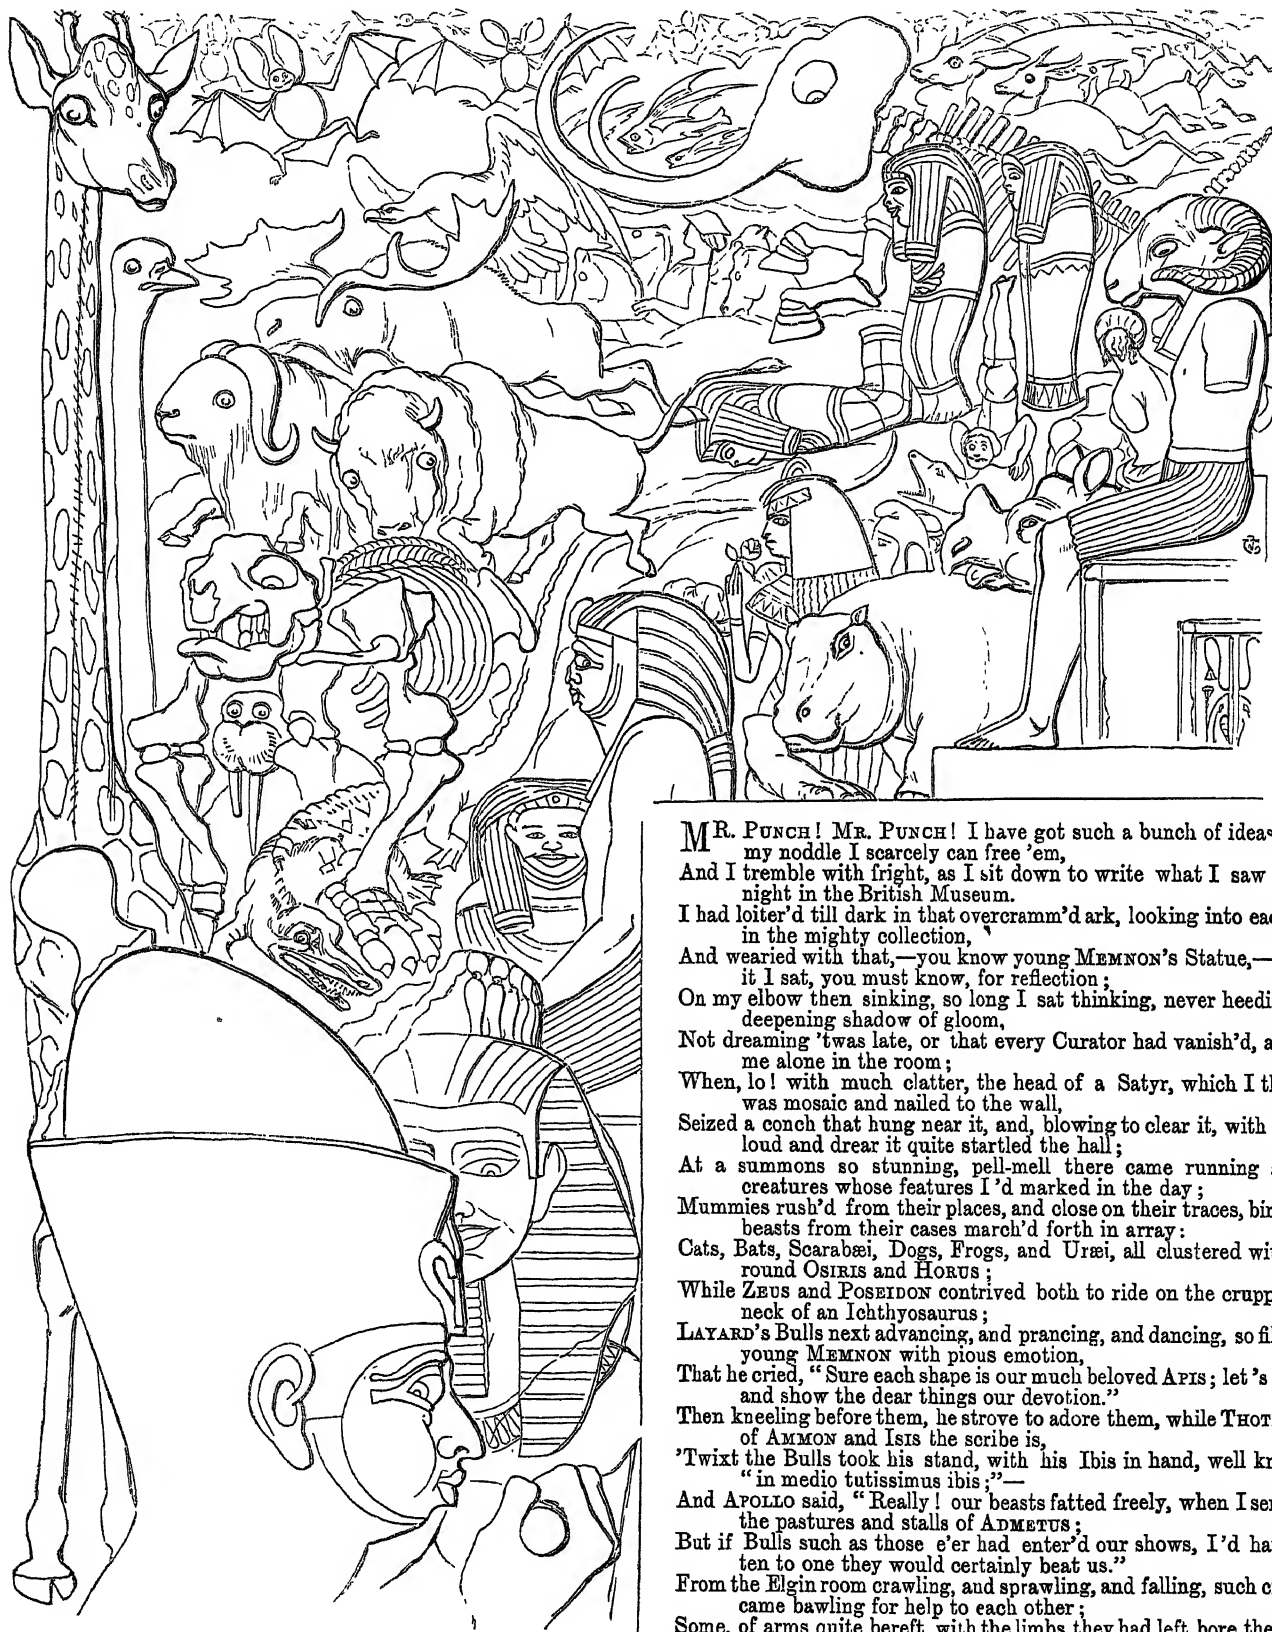 MR. PUNCH! MR. PUNCH! I have got such a bunch of ideas
my noddle I scarcely can free 'em,
And I tremble with fright, as I sit down to write what I saw
night in the British Museum.
I had loiter'd till dark in that overcramm'd ark, looking into
in the mighty collection,
And wearied with that,—you know young MEMNON'S Statue,—
it I sat, you must know, for reflection;
On my elbow then sinking, so long I sat thinking, never
deepening shadow of gloom,
Not dreaming 'twas late, or that every Curator had vanish'd,
me alone in the room;
When, lo! with much clatter, the head of a Satyr, which I
was mosaic and nailed to the wall,
Seized a conch that hung near it, and, blowing to clear it, with
loud and drear it quite startled the hall;
At a summons so stunning, pell-mell there came running
creatures whose features I'd marked in the day;
Mummies rush'd from their places, and close on their traces,
beasts from their cases march'd forth in array:
Cats, Bats, Scarabæi, Dogs, Frogs, and Uræi, all clustered
round OSIRIS and HORUS;
While ZEUS and POSEIDON contrived both to ride on the
neck of an Ichthyosaurus;
LAYARD'S Bulls next advancing, and prancing, and dancing, so
young MEMNON with pious emotion,
That he cried, "Sure each shape is our much beloved APIS; let's
and show the dear things our devotion."
Then kneeling before them, he strove to adore them, while
of AMMON and ISIS the scribe is,
'Twixt the Bulls took his stand, with his Ibis in hand, well
"in medio tutissimus ibis;"—
And APOLLO said, "Really! our beasts fatted freely, when I
the pastures and stalls of ADMETUS;
But if Bulls such as those e'er had enter'd our shows, I'd
ten to one they would certainly beat us."
From the Elgin room crawling, and sprawling, and falling, such
came bawling for help to each other;
Some, of arms quite bereft, with the limbs they had left bore